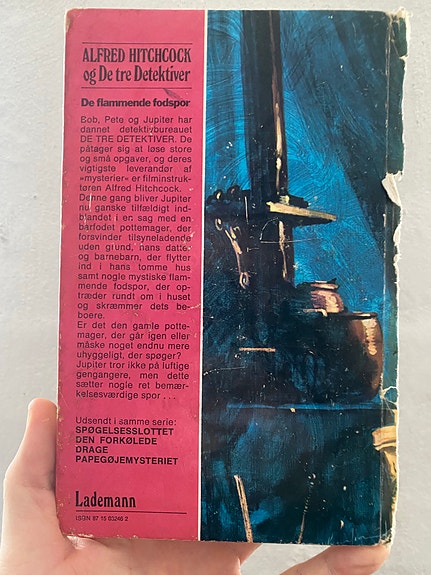 ALFRED HITCHCOCK
og De tre Detektiver
De flammende fodspor
Bob, Pete og Jupiter har
dannet detektivbureauet
DE TRE DETEKTIVER. De
påtager sig at løse store
og små opgaver, og deres
vigtigste leverandør af
»mysterier« er filminstruk-
tøren Alfred Hitchcock.
Denne gang bliver Jupiter
nu ganske tilfældigt ind-
blandet i en sag med en
barfodet pottemager, der
forsvinder tilsyneladende
uden grund, hans datter
og barnebarn, der flytter
ind i hans tomme hus
samt nogle mystiske flam-
mende fodspor, der op-
træder rundt om i huset
og skræmmer dets be-
boere.
Er det den gamle potte-
mager, der går igen eller
måske noget endnu mere
uhyggeligt, der spøger?
Jupiter tror ikke på luftige
gengangere, men dette
sætter nogle ret bemær-
kelsesværdige spor . . .
Udsendt i samme serie:
SPØGELSESSLOTTET
DEN FORKØLEDE
DRAGE
PAPEGØJEMYSTERIET
Lademann
ISBN 87 15 03246 2